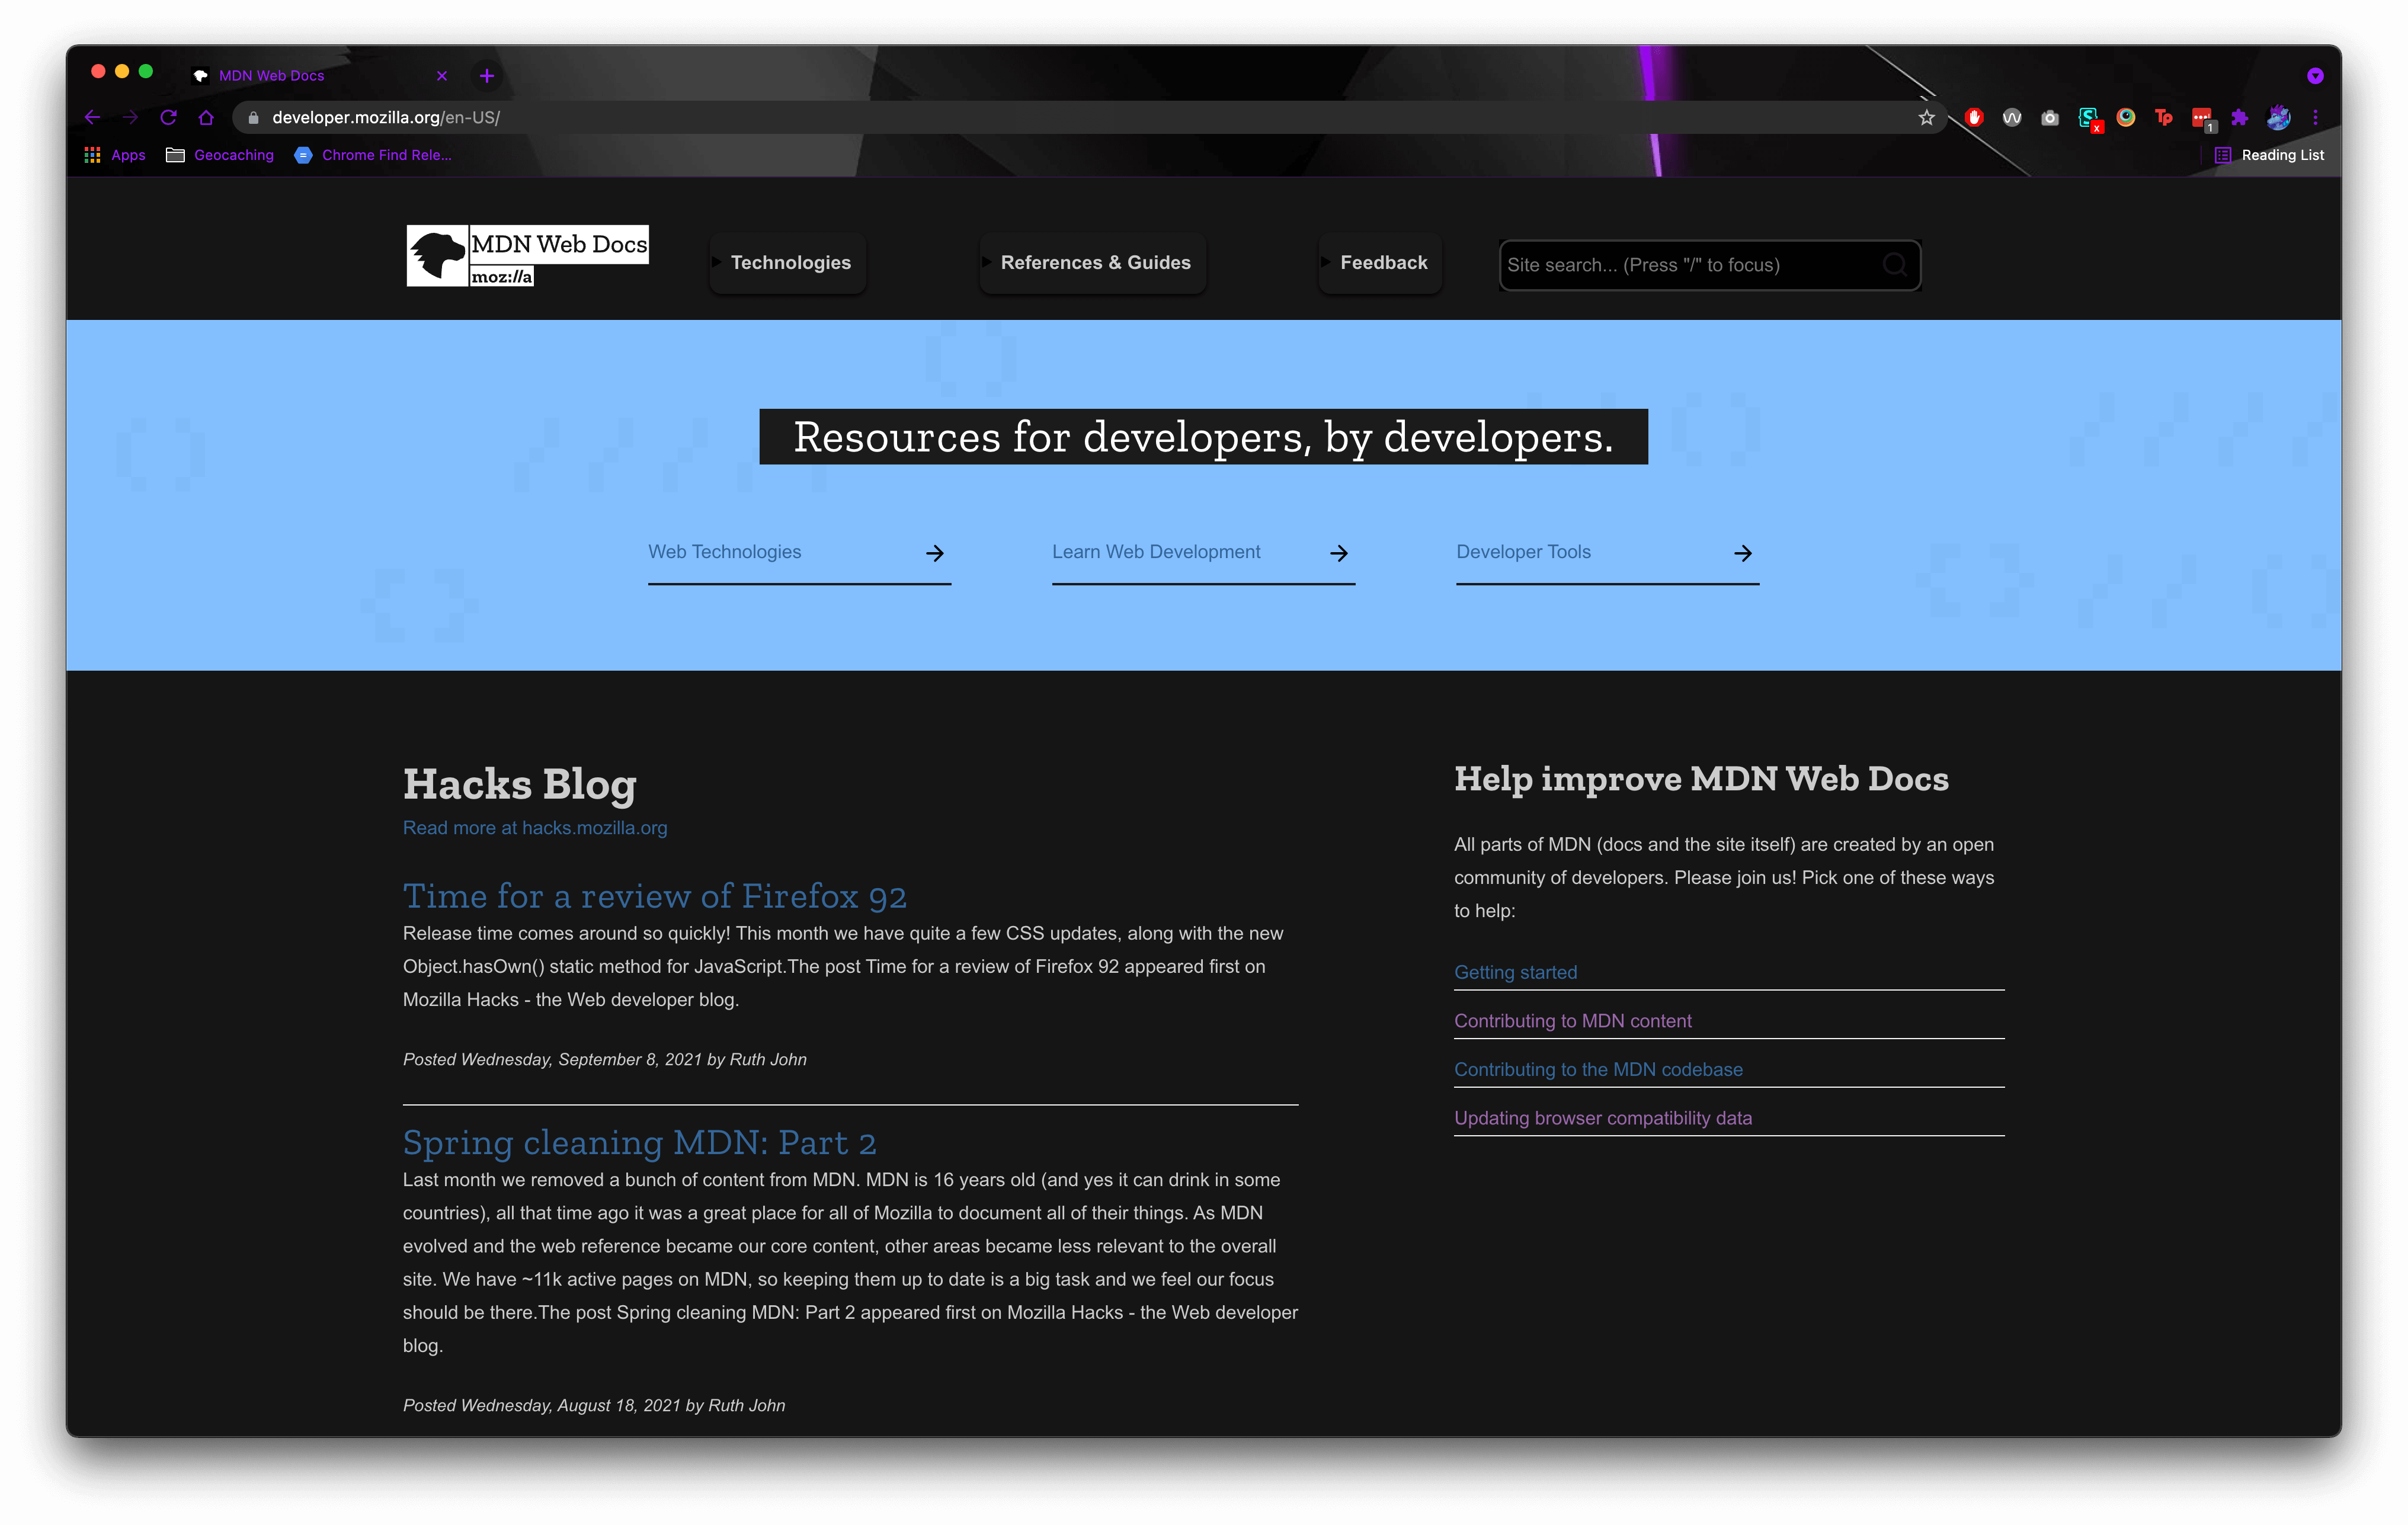 MDN Web Docs
developer.mozilla.org/en-US/
Tp
1
Apps
Geocaching
Chrome Find Rele...
Reading List
MDN Web Docs
moz://a
Technologies
References & Guides
Feedback
Site search... (Press "/" to focus)
Resources for developers, by developers.
Web Technologies
Learn Web Development
Developer Tools
Hacks Blog
Read more at hacks.mozilla.org
Time for a review of Firefox 92
Release time comes around so quickly! This month we have quite a few CSS updates, along with the new
Object.hasOwn() static method for JavaScript.The post Time for a review of Firefox 92 appeared first on
Mozilla Hacks - the Web developer blog.
Posted Wednesday, September 8, 2021 by Ruth John
Spring cleaning MDN: Part 2
Last month we removed a bunch of content from MDN. MDN is 16 years old (and yes it can drink in some
countries), all that time ago it was a great place for all of Mozilla to document all of their things. As MDN
evolved and the web reference became our core content, other areas became less relevant to the overall
site. We have ~11k active pages on MDN, so keeping them up to date is a big task and we feel our focus
should be there.The post Spring cleaning MDN: Part 2 appeared first on Mozilla Hacks - the Web developer
blog.
Posted Wednesday, August 18, 2021 by Ruth John
Help improve MDN Web Docs
All parts of MDN (docs and the site itself) are created by an open
community of developers. Please join us! Pick one of these ways
to help:
Getting started
Contributing to MDN content
Contributing to the MDN codebase
Updating browser compatibility data